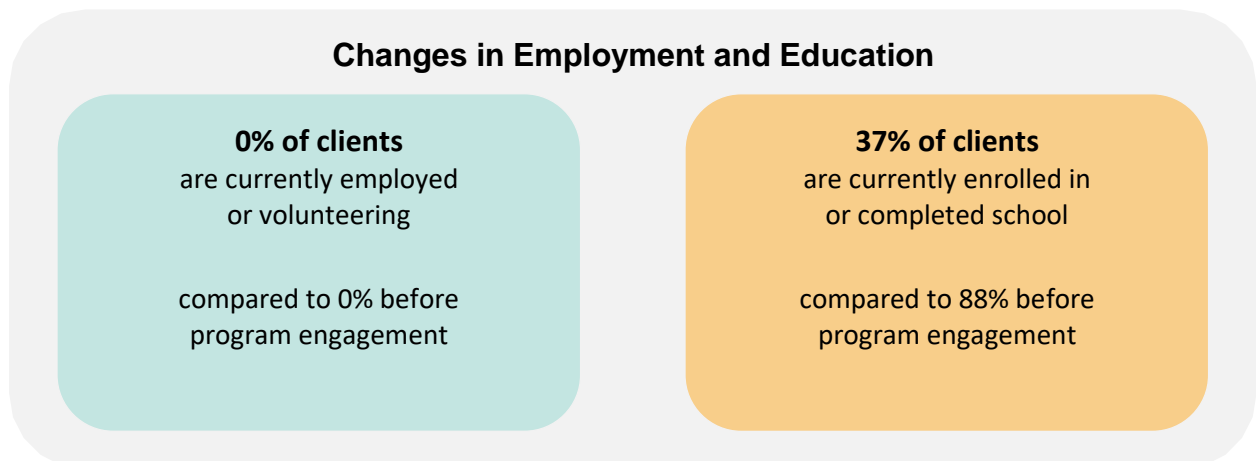 Changes in Employment and Education
0% of clients
are currently employed
or volunteering
compared to 0% before
program engagement
37% of clients
are currently enrolled in
or completed school
compared to 88% before
program engagement